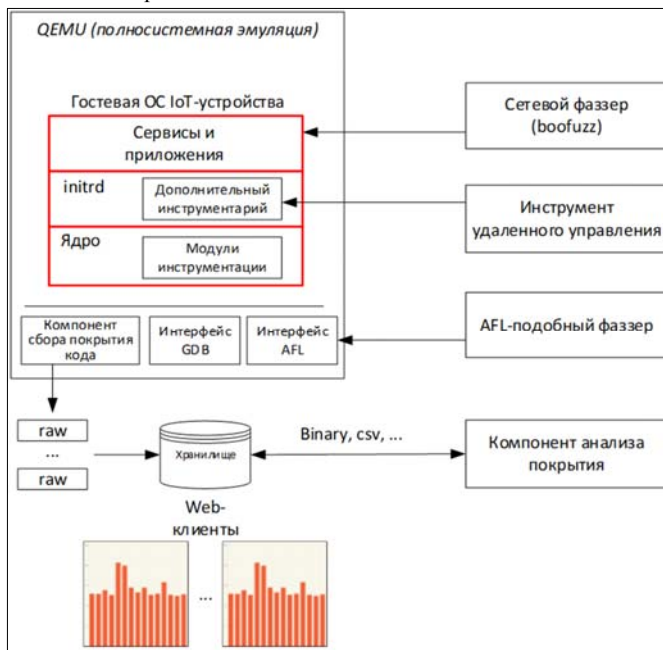 QEMU (полносистемная эмуляция)
Гостевая ОС IoT-устройства
Сервисы и
приложения
initrd
Дополнительный
инструментарий
Ядро
Модули
инструментации
Компонент
сбора покрытия
кода
Интерфейс
GDB
Интерфейс
AFL
Сетевой фаззер
(boofuzz)
Инструмент
удаленного управления
AFL-подобный фаззер
raw
...
raw
Хранилище
Binary, csv, ...
Компонент анализа
покрытия
Web-
клиенты
...